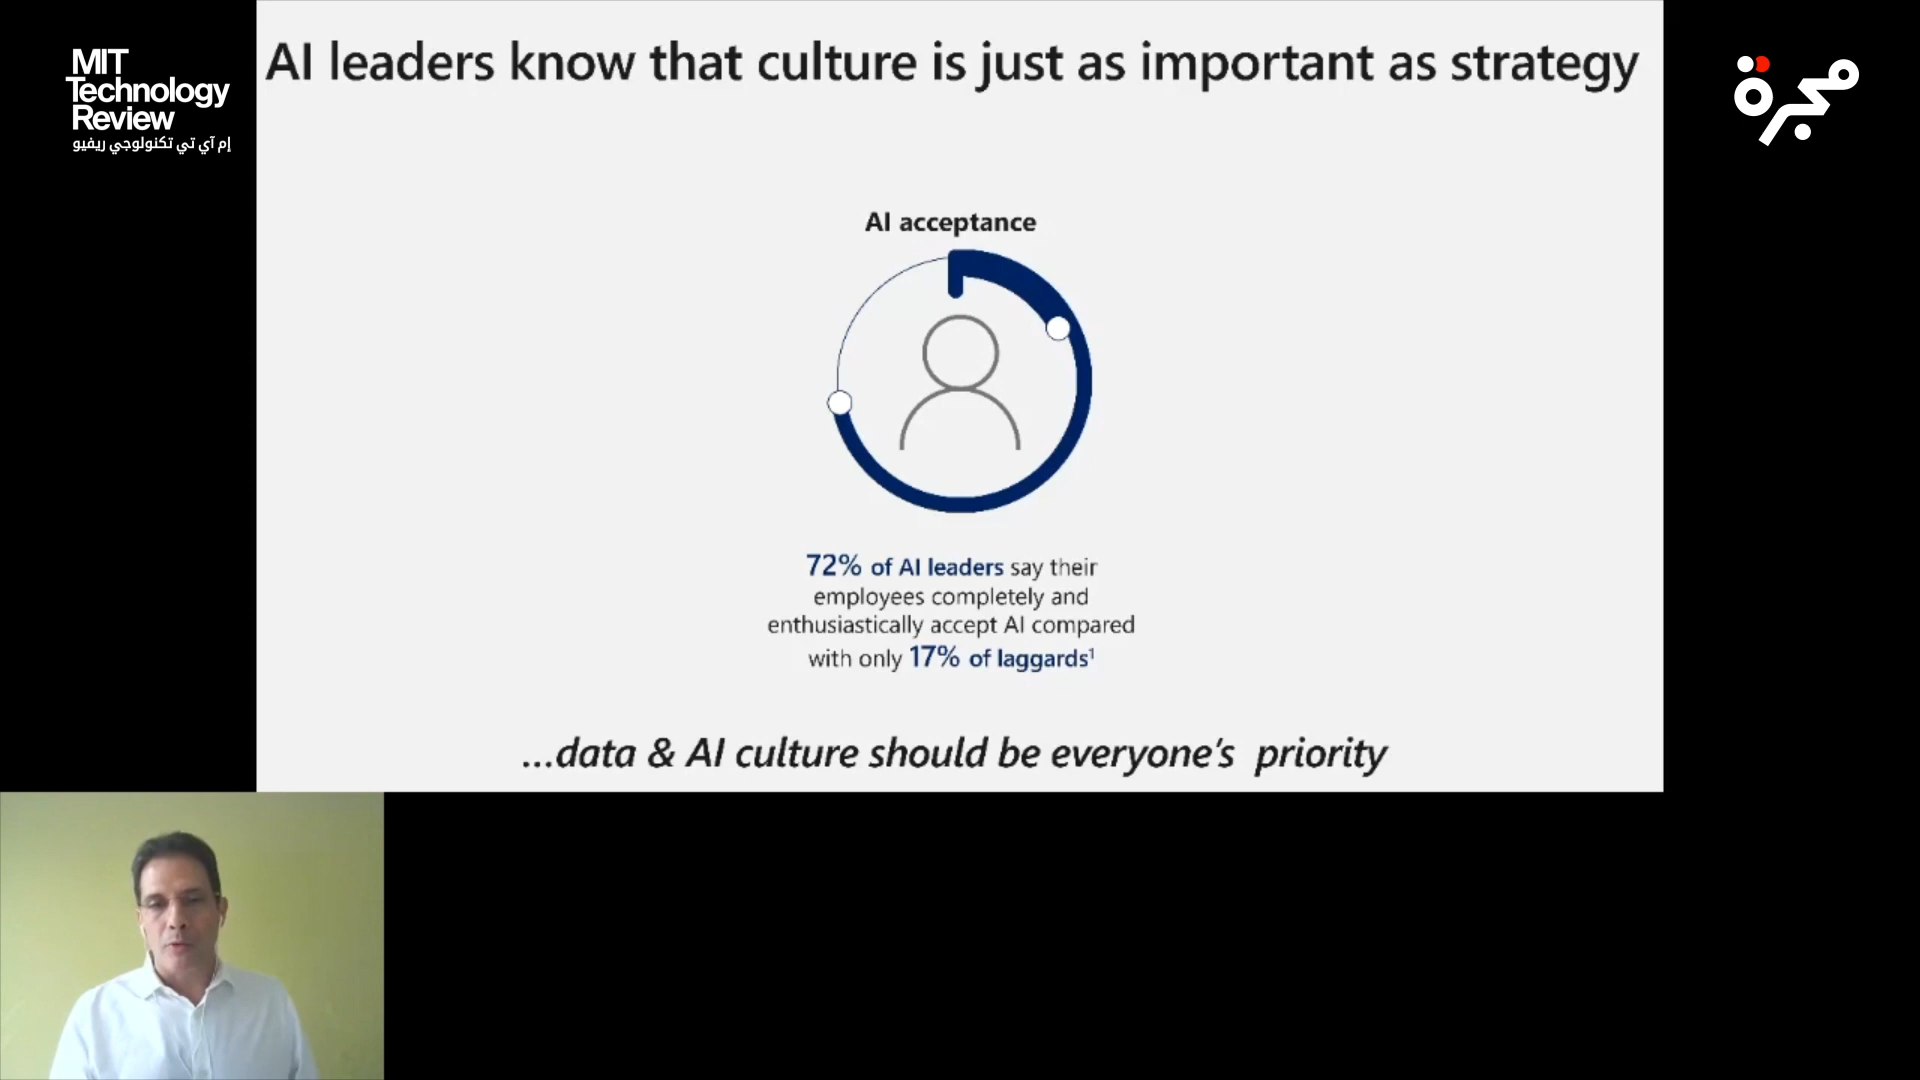 MIT
Technology
Review
إم آي تي تكنولوجي ريفيو
AI leaders know that culture is just as important as strategy
مجرة
AI acceptance
72% of AI leaders say their
employees completely and
enthusiastically accept AI compared
with only 17% of laggards¹
...data & AI culture should be everyone's priority